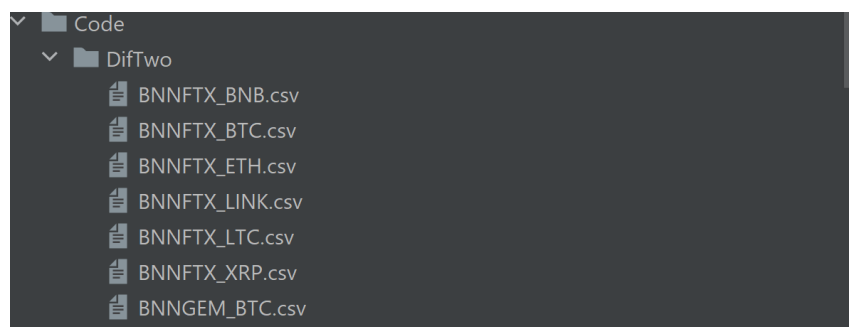 Code
DifTwo
BNNFTX_BNB.csv
BNNFTX_BTC.csv
BNNFTX_ETH.csv
BNNFTX_LINK.csv
BNNFTX_LTC.csv
BNNFTX_XRP.csv
BNNGEM_BTC.csv